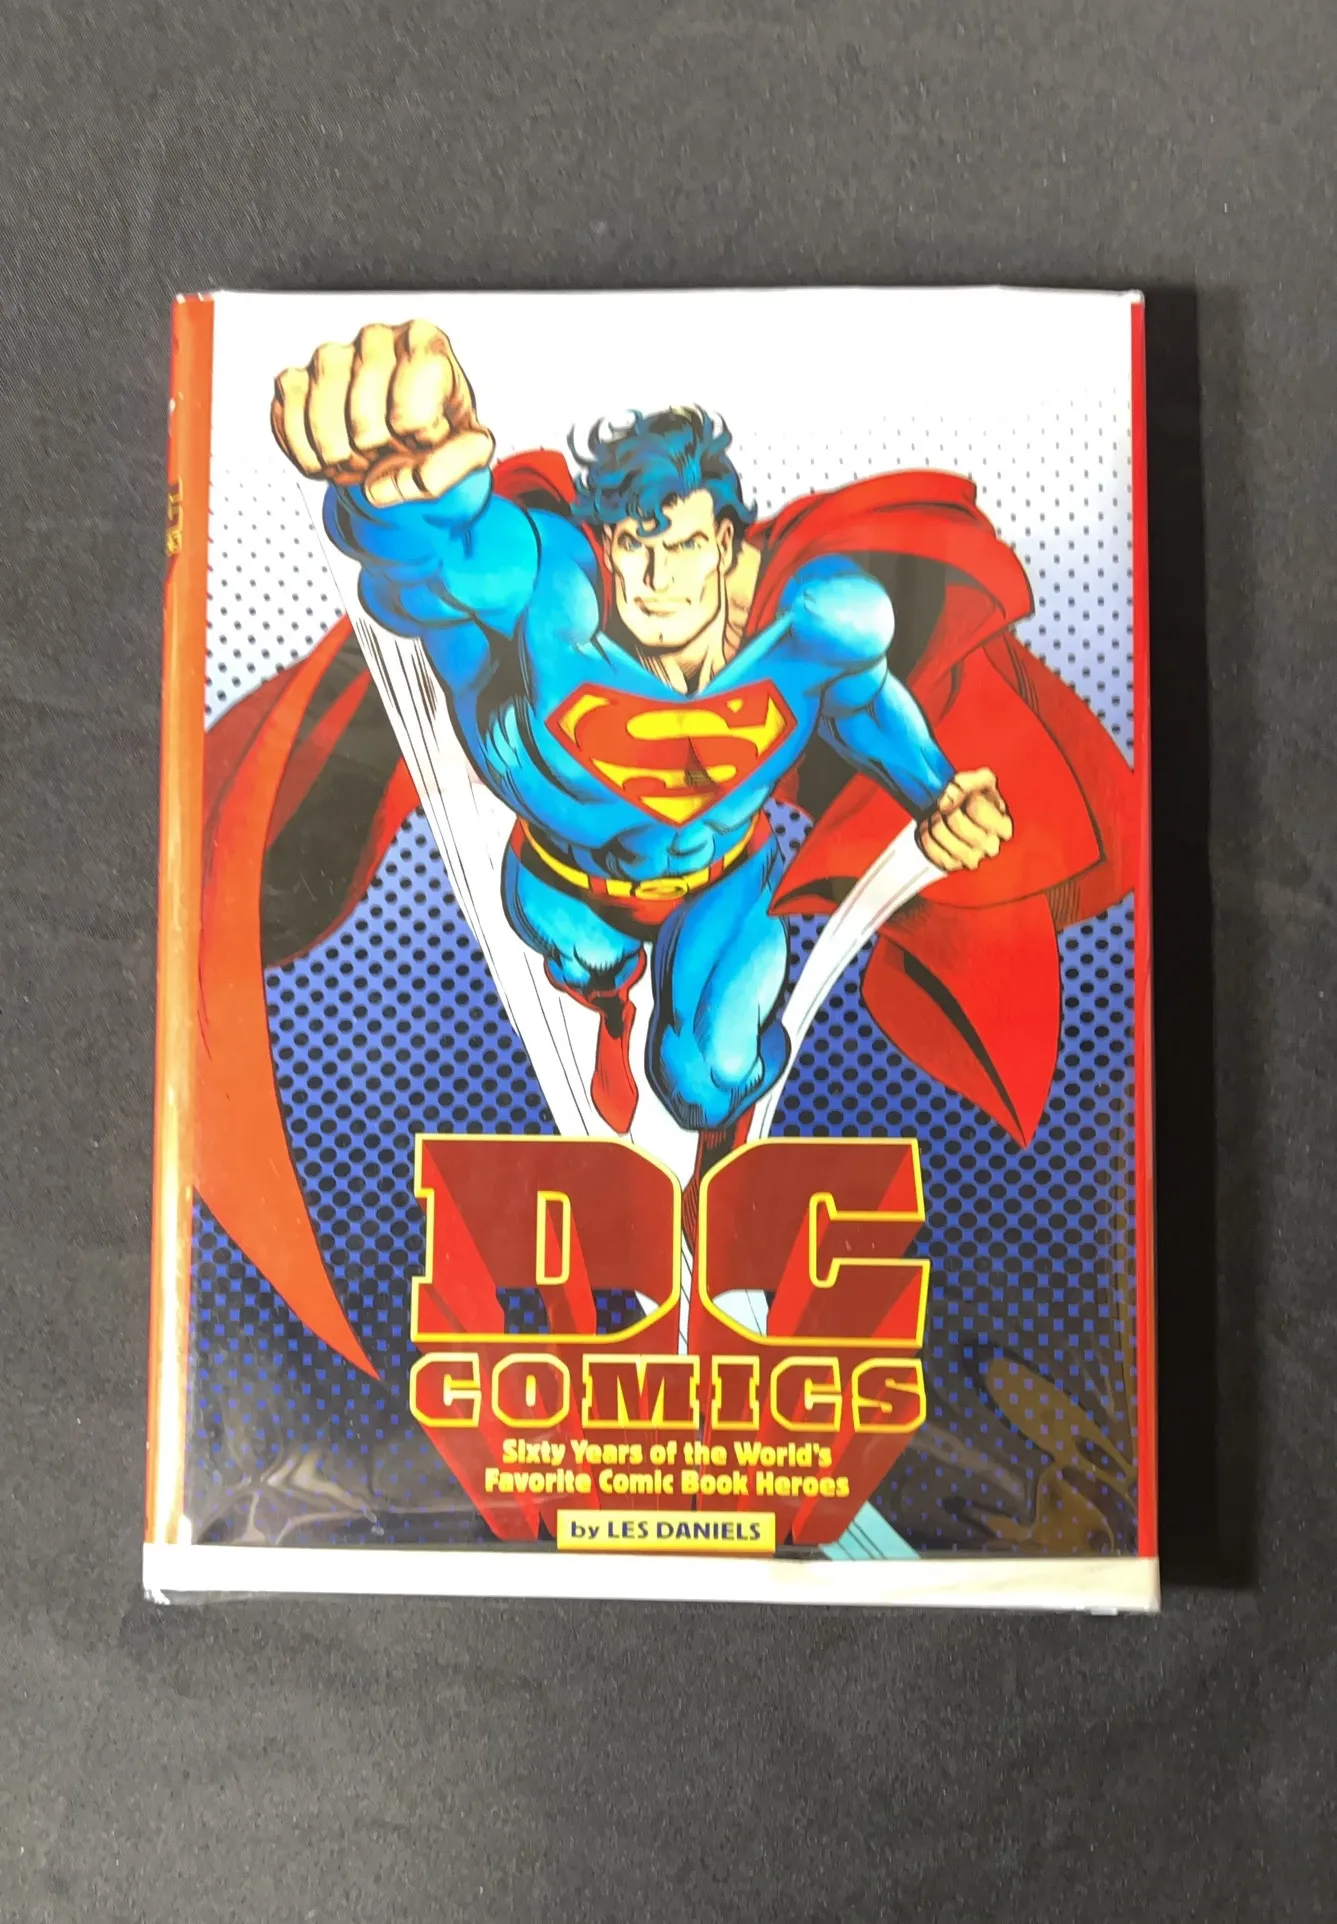 DC
COMICS
Sixty Years of the World's
Favorite Comic Book Heroes
by LES DANIELS